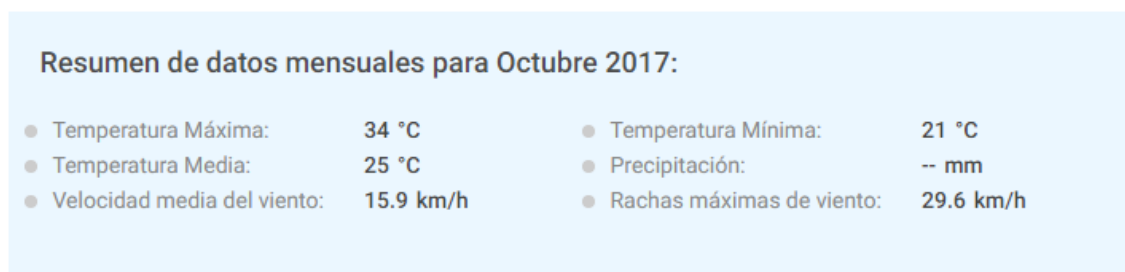 Resumen de datos mensuales para Octubre 2017:
Temperatura Máxima: 34 °C Temperatura Mínima: 21 °C
Temperatura Media: 25 °C Precipitación: -- mm
Velocidad media del viento: 15.9 km/h Rachas máximas de viento: 29.6 km/h